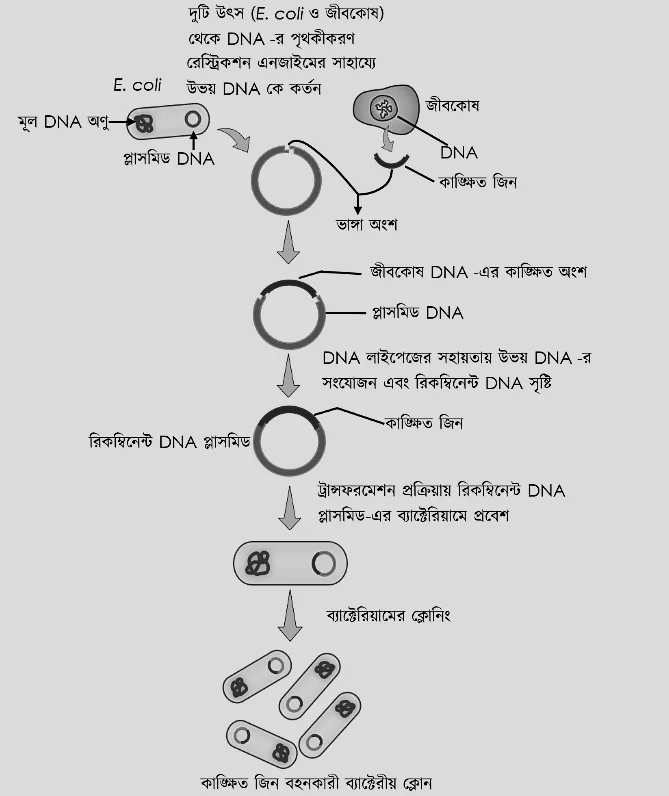 দুটি উৎস (E. coli ও জীবকোষ)
থেকে DNA -র পৃথকীকরণ
রেস্ট্রিকশন এনজাইমের সাহায্যে
উভয় DNA কে কর্তন
E. coli
জীবকোষ
মূল DNA অণু
প্লাসমিড DNA
DNA
কাঙ্ক্ষিত জিন
ভাঙ্গা অংশ
জীবকোষ DNA -এর কাঙ্ক্ষিত অংশ
প্লাসমিড DNA
DNA লাইপেজের সহায়তায় উভয় DNA -র
সংযোজন এবং রিকম্বিনেন্ট DNA সৃষ্টি
কাঙ্ক্ষিত জিন
রিকম্বিনেন্ট DNA প্লাসমিড
ট্রান্সফরমেশন প্রক্রিয়ায় রিকম্বিনেন্ট DNA
প্লাসমিড-এর ব্যাক্টেরিয়ামে প্রবেশ
ব্যাক্টেরিয়ামের ক্লোনিং
কাঙ্ক্ষিত জিন বহনকারী ব্যাক্টেরীয় ক্লোন